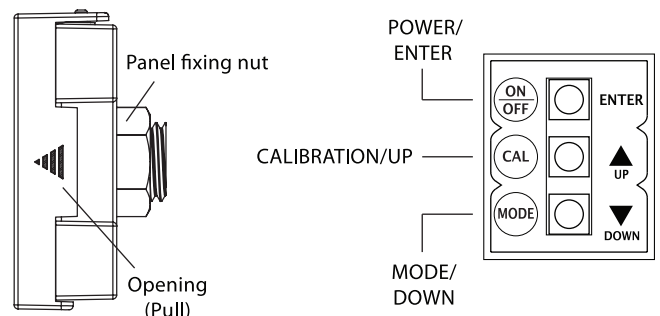 Panel fixing nut
Opening
(Pull)
POWER/
ENTER
CALIBRATION/UP
MODE/
DOWN
ON
OFF
ENTER
CAL
UP
MODE
DOWN